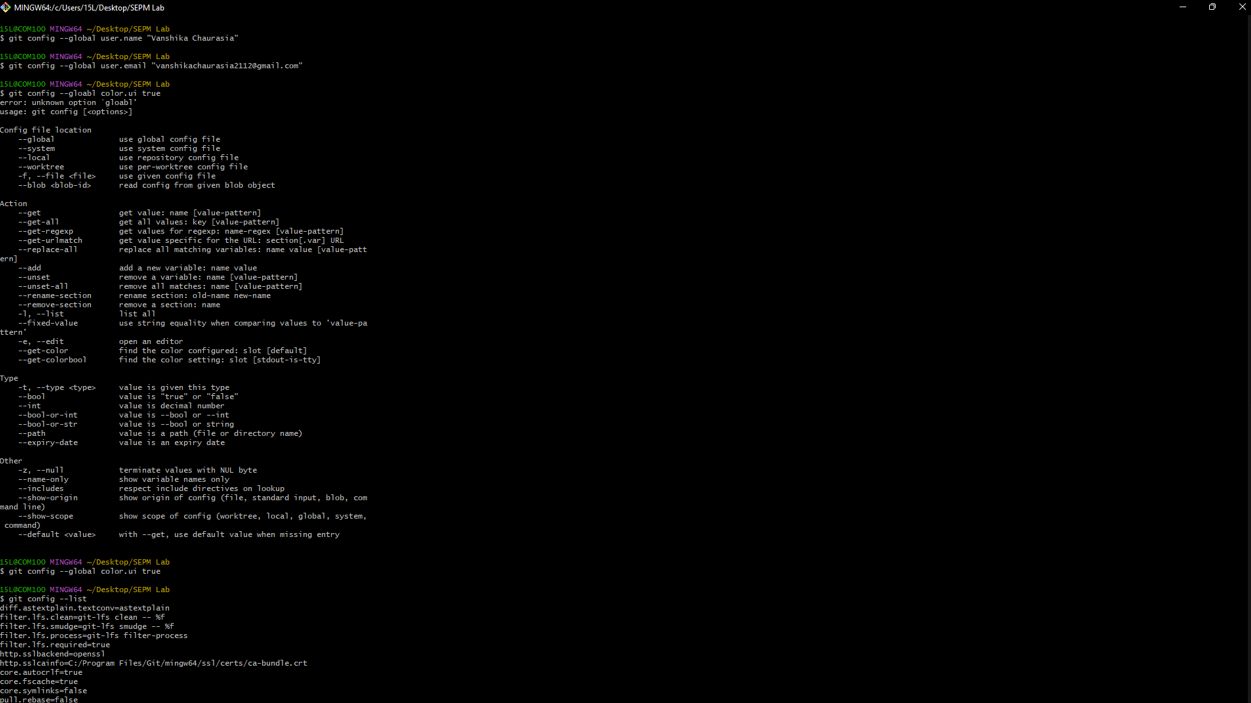 MINGW64:/c/Users/15L/Desktop/SEPM Lab
15L@COM100 MINGW64 ~/Desktop/SEPM Lab
$ git config --global user.name "Vanshika Chaurasia"
15L@COM100 MINGW64 ~/Desktop/SEPM Lab
$ git config --global user.email "vanshikachaurasia2112@gmail.com"
15L@COM100 MINGW64 ~/Desktop/SEPM Lab
$ git config --gloabl color.ui true
error: unknown option `gloabl'
usage: git config [<options>]
Config file location
    --global              use global config file
    --system              use system config file
    --local               use repository config file
    --worktree            use per-worktree config file
    -f, --file <file>     use given config file
    --blob <blob-id>      read config from given blob object
Action
    --get                 get value: name [value-pattern]
    --get-all             get all values: key [value-pattern]
    --get-regexp          get values for regexp: name-regex [value-pattern]
    --get-urlmatch        get value specific for the URL: section[.var] URL
    --replace-all         replace all matching variables: name value [value-patt
ern]
    --add                 add a new variable: name value
    --unset               remove a variable: name [value-pattern]
    --unset-all           remove all matches: name [value-pattern]
    --rename-section      rename section: old-name new-name
    --remove-section      remove a section: name
    -l, --list            list all
    --fixed-value         use string equality when comparing values to 'value-pa
ttern'
    -e, --edit            open an editor
    --get-color           find the color configured: slot [default]
    --get-colorbool       find the color setting: slot [stdout-is-tty]
Type
    -t, --type <type>     value is given this type
    --bool                value is "true" or "false"
    --int                 value is decimal number
    --bool-or-int         value is --bool or --int
    --bool-or-str         value is --bool or string
    --path                value is a path (file or directory name)
    --expiry-date         value is an expiry date
Other
    -z, --null            terminate values with NUL byte
    --name-only           show variable names only
    --includes            respect include directives on lookup
    --show-origin         show origin of config (file, standard input, blob, com
mand line)
    --show-scope          show scope of config (worktree, local, global, system,
 command)
    --default <value>     with --get, use default value when missing entry
15L@COM100 MINGW64 ~/Desktop/SEPM Lab
$ git config --global color.ui true
15L@COM100 MINGW64 ~/Desktop/SEPM Lab
$ git config --list
diff.astextplain.textconv=astextplain
filter.lfs.clean=git-lfs clean -- %f
filter.lfs.smudge=git-lfs smudge -- %f
filter.lfs.process=git-lfs filter-process
filter.lfs.required=true
http.sslbackend=openssl
http.sslcainfo=C:/Program Files/Git/mingw64/ssl/certs/ca-bundle.crt
core.autocrlf=true
core.fscache=true
core.symlinks=false
pull.rebase=false